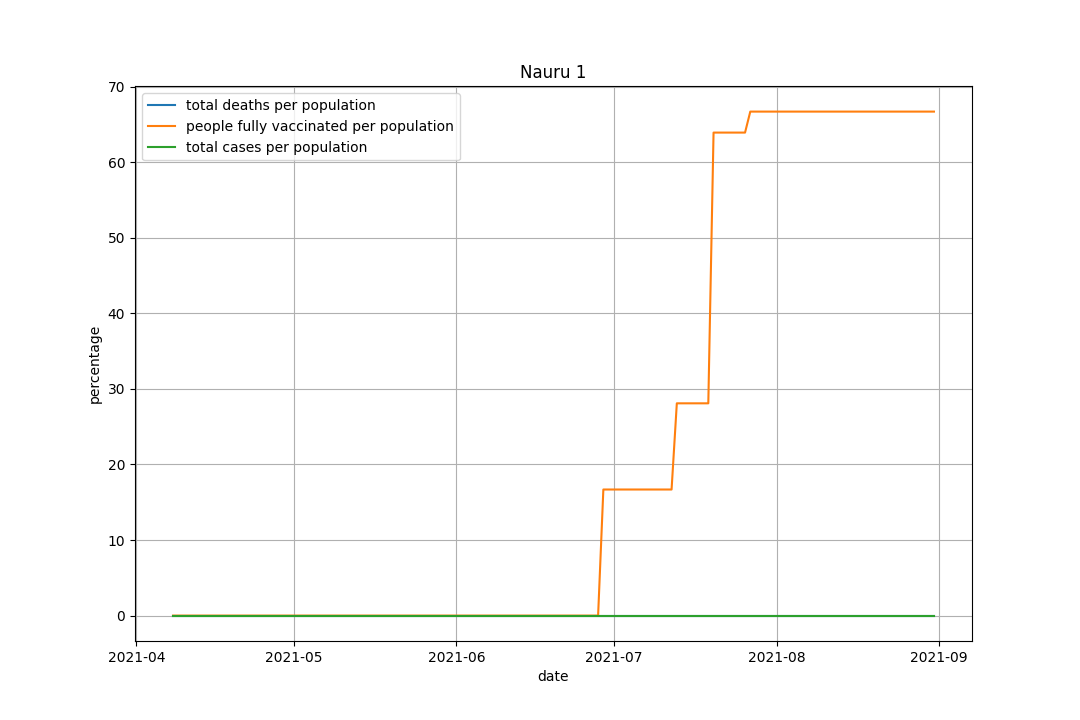 Nauru 1
total deaths per population
people fully vaccinated per population
total cases per population
percentage
70
60
50
40
30
20
10
0
2021-04 2021-05 2021-06 2021-07 2021-08 2021-09
date